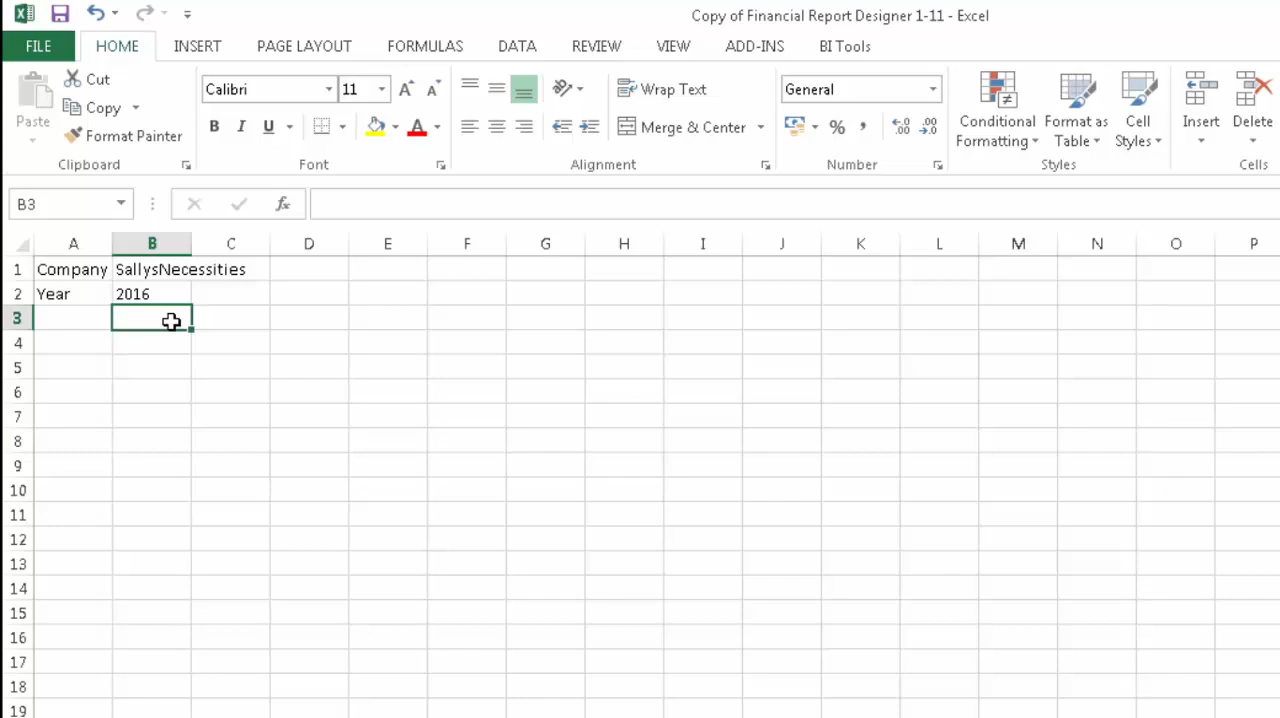 Copy of Financial Report Designer 1-11 - Excel
FILE HOME INSERT PAGE LAYOUT FORMULAS DATA REVIEW VIEW ADD-INS BI Tools
Cut
Copy
Format Painter
Paste
Clipboard
Calibri 11
B I U A
Font
Wrap Text
Merge & Center
Alignment
General
% ,
Number
Conditional Formatting
Format as Table
Cell Styles
Styles
Insert
Delete
Cells
B3 fx
A B C D E F G H I J K L M N O P
1 Company SallysNecessities
2 Year 2016
3
4
5
6
7
8
9
10
11
12
13
14
15
16
17
18
19